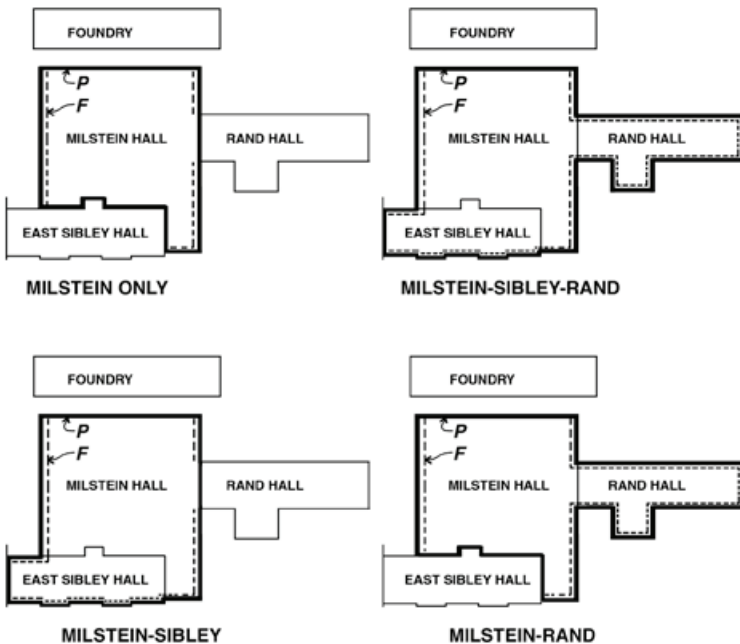 FOUNDRY
P
F
MILSTEIN HALL
RAND HALL
EAST SIBLEY HALL
MILSTEIN ONLY
FOUNDRY
P
F
MILSTEIN HALL
RAND HALL
EAST SIBLEY HALL
MILSTEIN-SIBLEY-RAND
FOUNDRY
P
F
MILSTEIN HALL
RAND HALL
EAST SIBLEY HALL
MILSTEIN-SIBLEY
FOUNDRY
P
F
MILSTEIN HALL
RAND HALL
EAST SIBLEY HALL
MILSTEIN-RAND